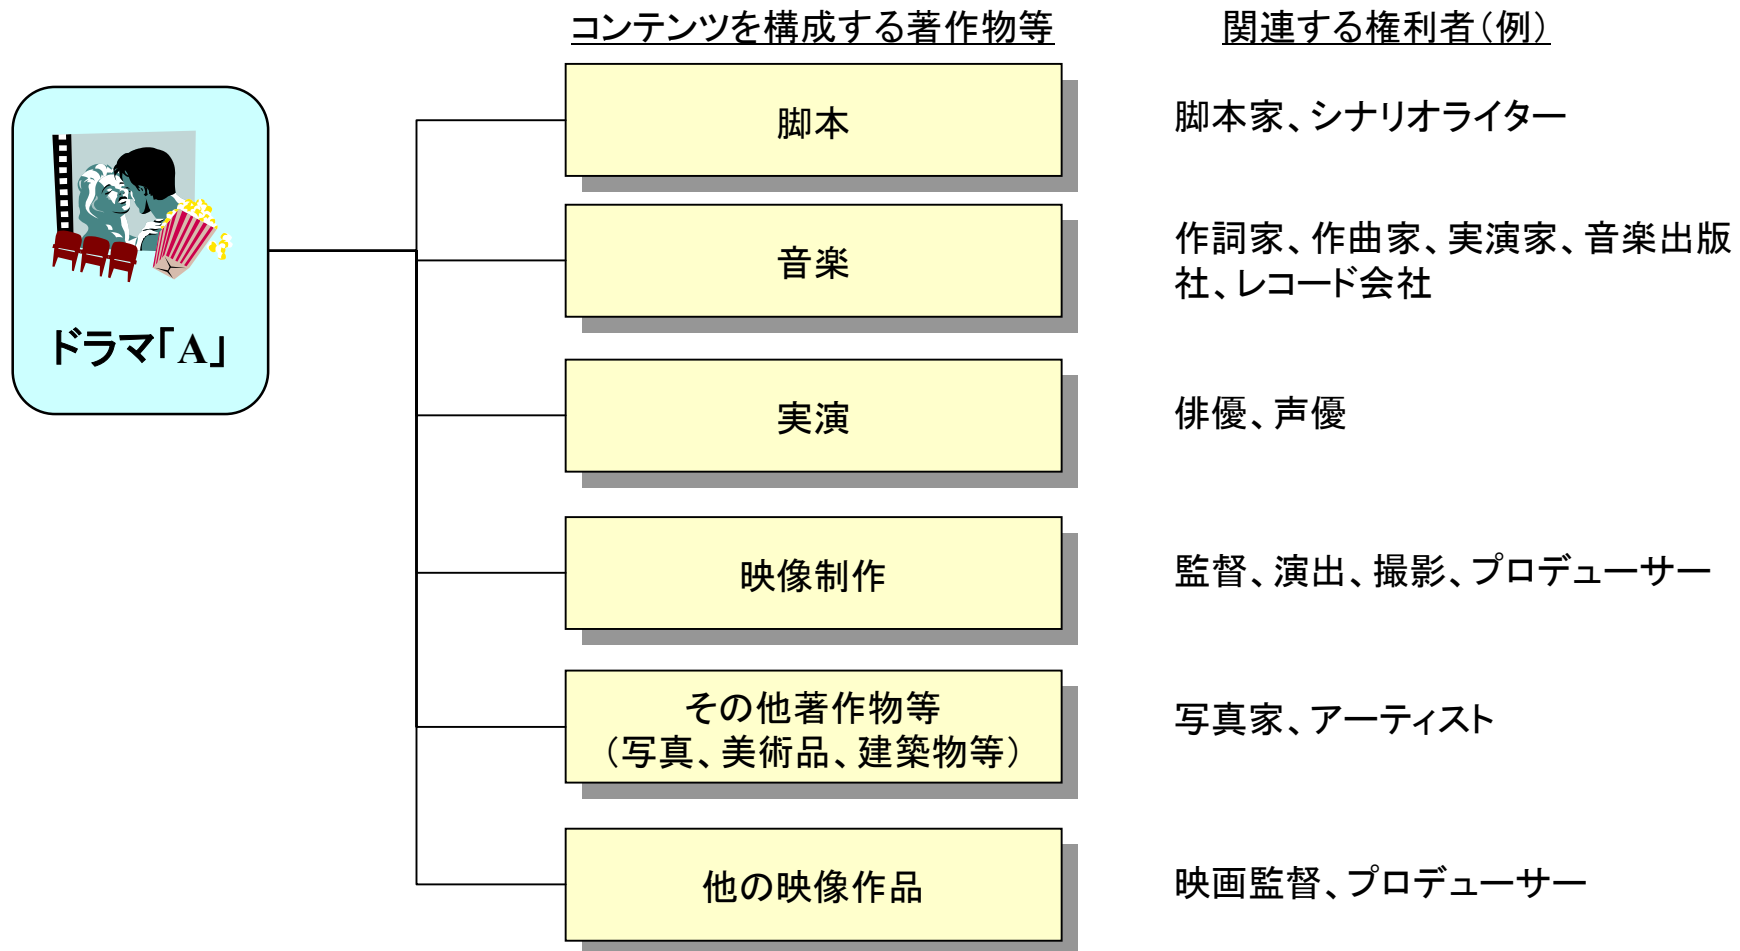 コンテンツを構成する著作物等
関連する権利者(例)
ドラマ「A」
脚本
脚本家、シナリオライター
音楽
作詞家、作曲家、実演家、音楽出版
社、レコード会社
実演
俳優、声優
映像制作
監督、演出、撮影、プロデューサー
その他著作物等
(写真、美術品、建築物等)
写真家、アーティスト
他の映像作品
映画監督、プロデューサー